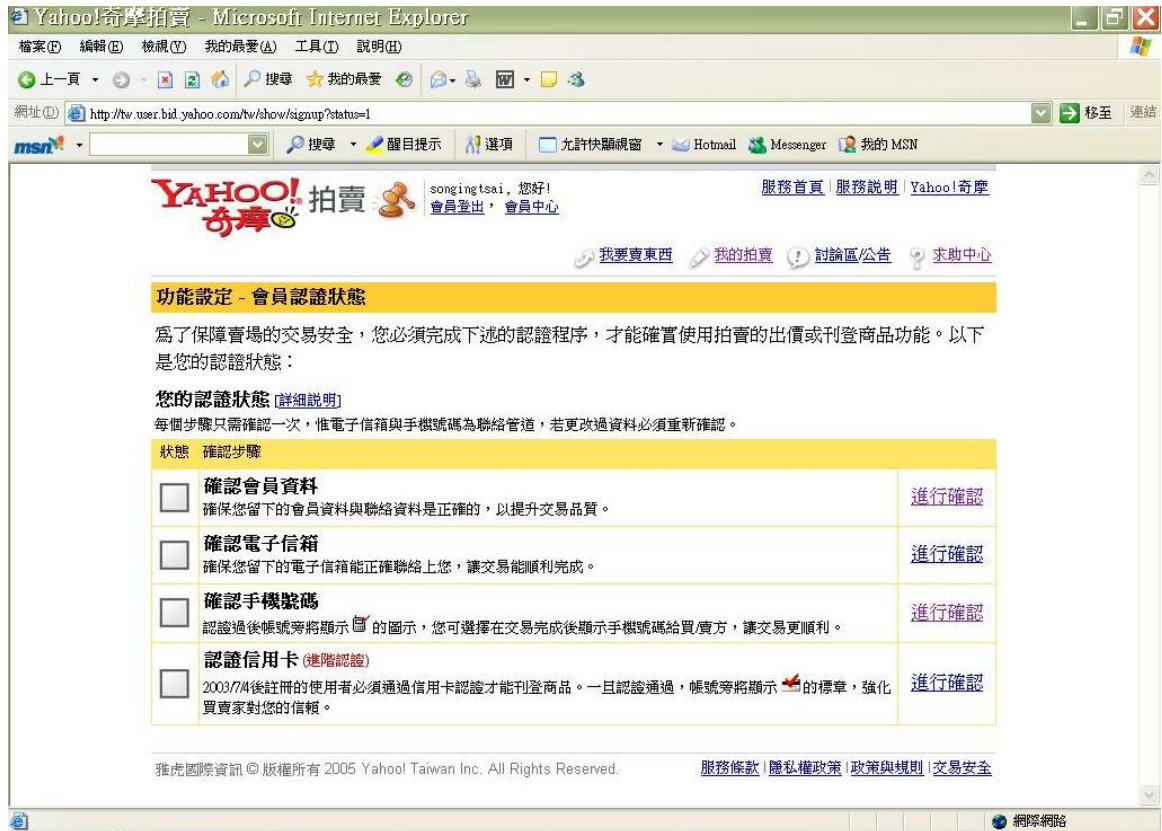 Yahoo!奇摩拍賣 - Microsoft Internet Explorer
檔案(F) 編輯(E) 檢視(V) 我的最愛(A) 工具(T) 說明(H)
上一頁 搜尋 我的最愛
網址(D) http://tw.user.bid.yahoo.com/tw/show/signup?status=1 移至 連結
msn 搜尋 醒目提示 選項 允許快顯視窗 Hotmail Messenger 我的 MSN
YAHOO!奇摩 拍賣 songingtsai, 您好! 服務首頁 | 服務說明 | Yahoo!奇摩
會員登出, 會員中心
我要賣東西 我的拍賣 討論區/公告 求助中心
功能設定 - 會員認證狀態
為了保障賣場的交易安全,您必須完成下述的認證程序,才能確實使用拍賣的出價或刊登商品功能。以下
是您的認證狀態:
您的認證狀態 [詳細說明]
每個步驟只需確認一次,惟電子信箱與手機號碼為聯絡管道,若更改過資料必須重新確認。
狀態 確認步驟
確認會員資料
確保您留下的會員資料與聯絡資料是正確的,以提升交易品質。 進行確認
確認電子信箱
確保您留下的電子信箱能正確聯絡上您,讓交易能順利完成。 進行確認
確認手機號碼
認證過後帳號旁將顯示 的圖示,您可選擇在交易完成後顯示手機號碼給買/賣方,讓交易更順利。 進行確認
認證信用卡 (進階認證)
2003/7/4後註冊的使用者必須通過信用卡認證才能刊登商品。一旦認證通過,帳號旁將顯示 的標章,強化 進行確認
買賣家對您的信賴。
雅虎國際資訊 © 版權所有 2005 Yahoo! Taiwan Inc. All Rights Reserved. 服務條款 | 隱私權政策 | 政策與規則 | 交易安全
網際網路